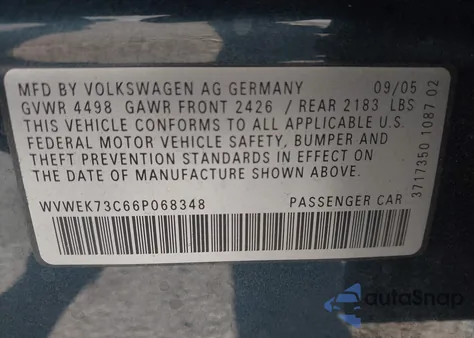 MFD BY VOLKSWAGEN AG GERMANY 09/05
GVWR 4498 GAWR FRONT 2426 / REAR 2183 LBS
THIS VEHICLE CONFORMS TO ALL APPLICABLE U.S.
FEDERAL MOTOR VEHICLE SAFETY, BUMPER AND
THEFT PREVENTION STANDARDS IN EFFECT ON
THE DATE OF MANUFACTURE SHOWN ABOVE.
WVWEK73C66P068348 PASSENGER CAR
3717350 1087 02
autoSnap